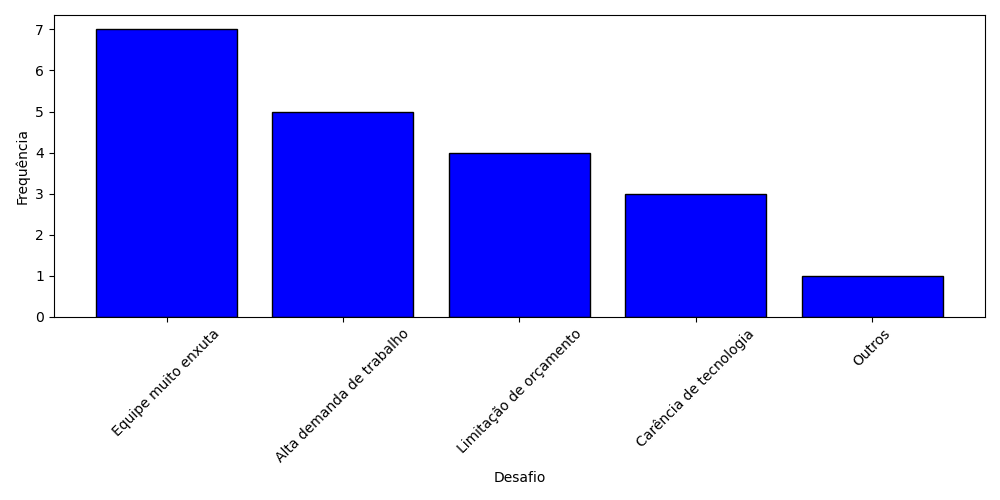 7
6
5
4
3
2
1
0
Frequência
Equipe muito enxuta
Alta demanda de trabalho
Limitação de orçamento
Carência de tecnologia
Outros
Desafio